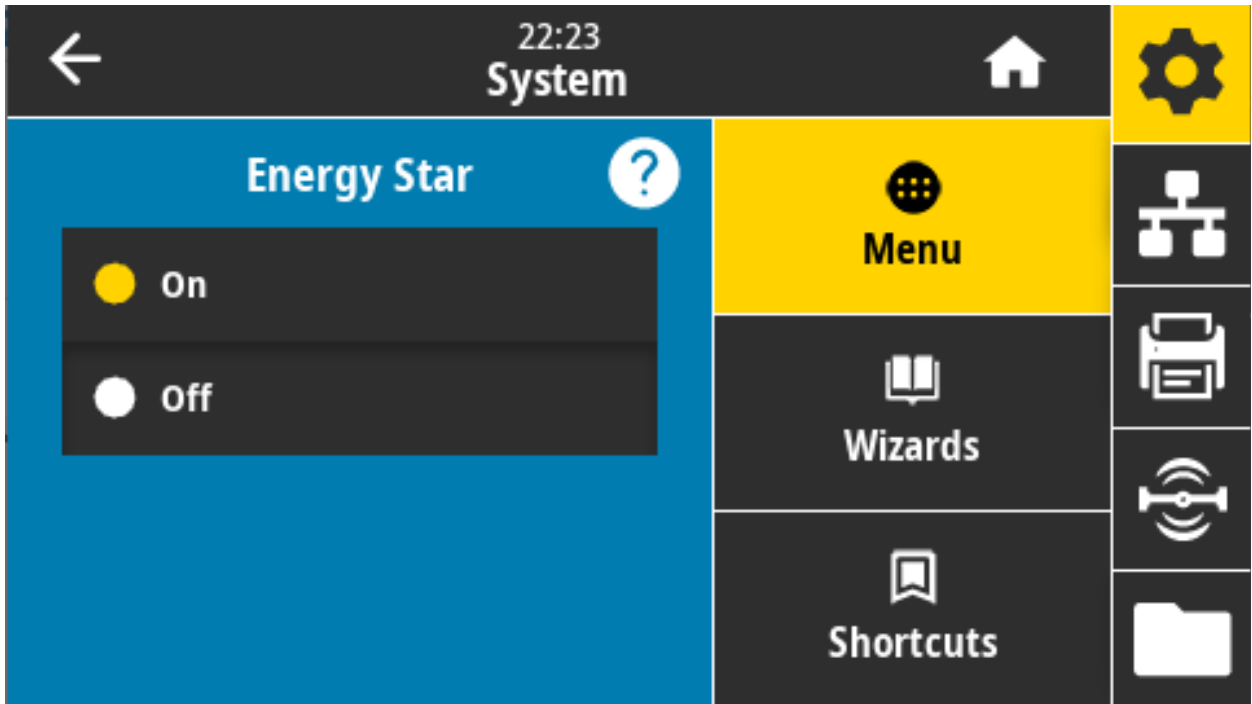 22:23
System
Energy Star
?
On
Off
Menu
Wizards
Shortcuts